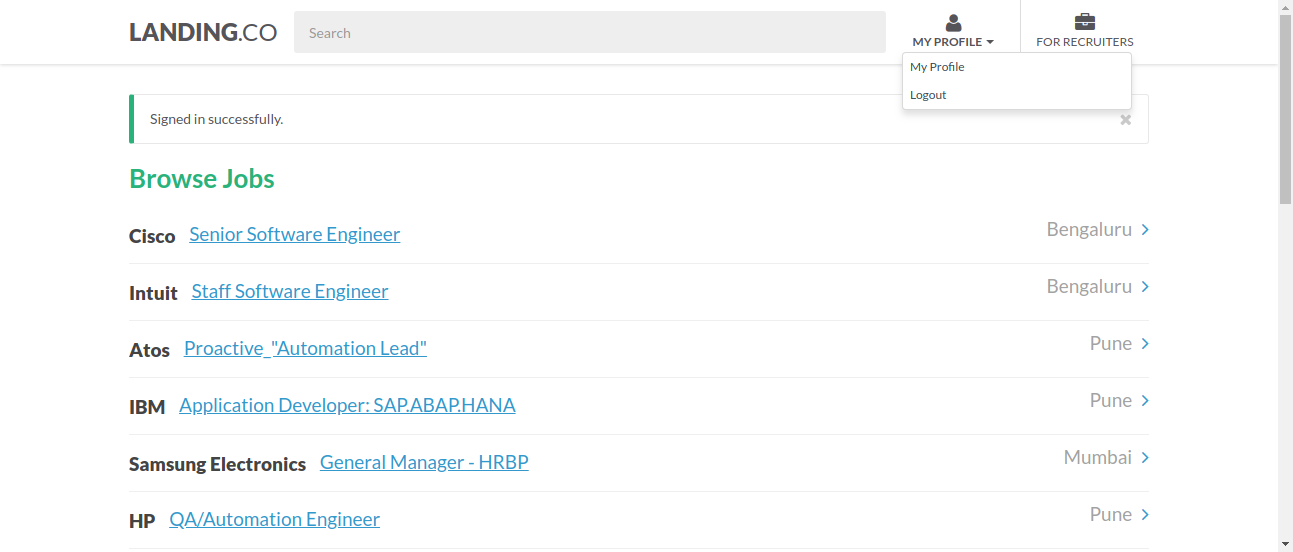 LANDING.CO Search MY PROFILE FOR RECRUITERS
My Profile
Logout
Signed in successfully.
Browse Jobs
Cisco Senior Software Engineer Bengaluru
Intuit Staff Software Engineer Bengaluru
Atos Proactive_"Automation Lead" Pune
IBM Application Developer: SAP.ABAP.HANA Pune
Samsung Electronics General Manager - HRBP Mumbai
HP QA/Automation Engineer Pune